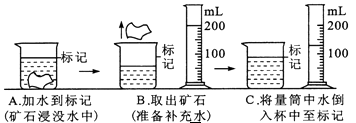 mL
200
100
标记
标记
mL
200
100
标记
A.加水到标记
(矿石浸没水中)
B.取出矿石
(准备补充水)
C.将量筒中水倒
入杯中至标记